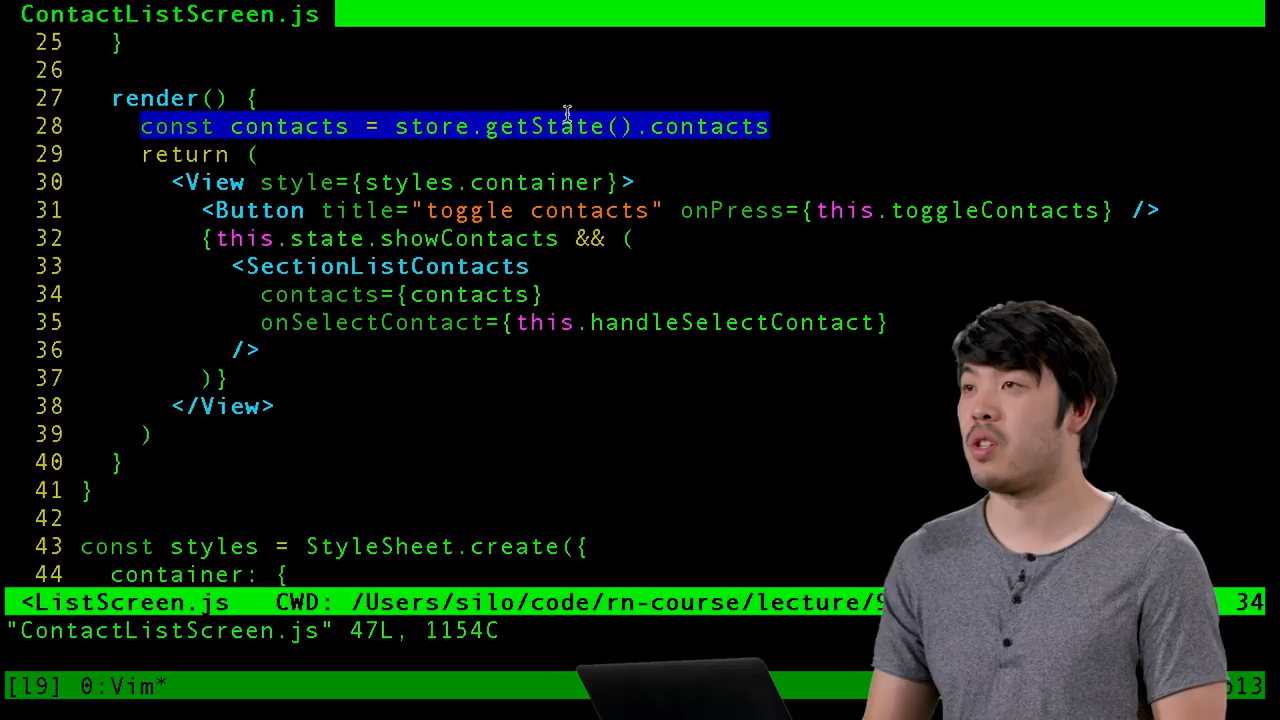 ContactListScreen.js
25   }
26
27   render() {
28     const contacts = store.getState().contacts
29     return (
30       <View style={styles.container}>
31         <Button title="toggle contacts" onPress={this.toggleContacts} />
32         {this.state.showContacts && (
33           <SectionListContacts
34             contacts={contacts}
35             onSelectContact={this.handleSelectContact}
36           />
37         )}
38       </View>
39     )
40   }
41 }
42
43 const styles = StyleSheet.create({
44   container: {
<ListScreen.js   CWD: /Users/silo/code/rn-course/lecture/ 34
"ContactListScreen.js" 47L, 1154C
[l9] 0:Vim* 13